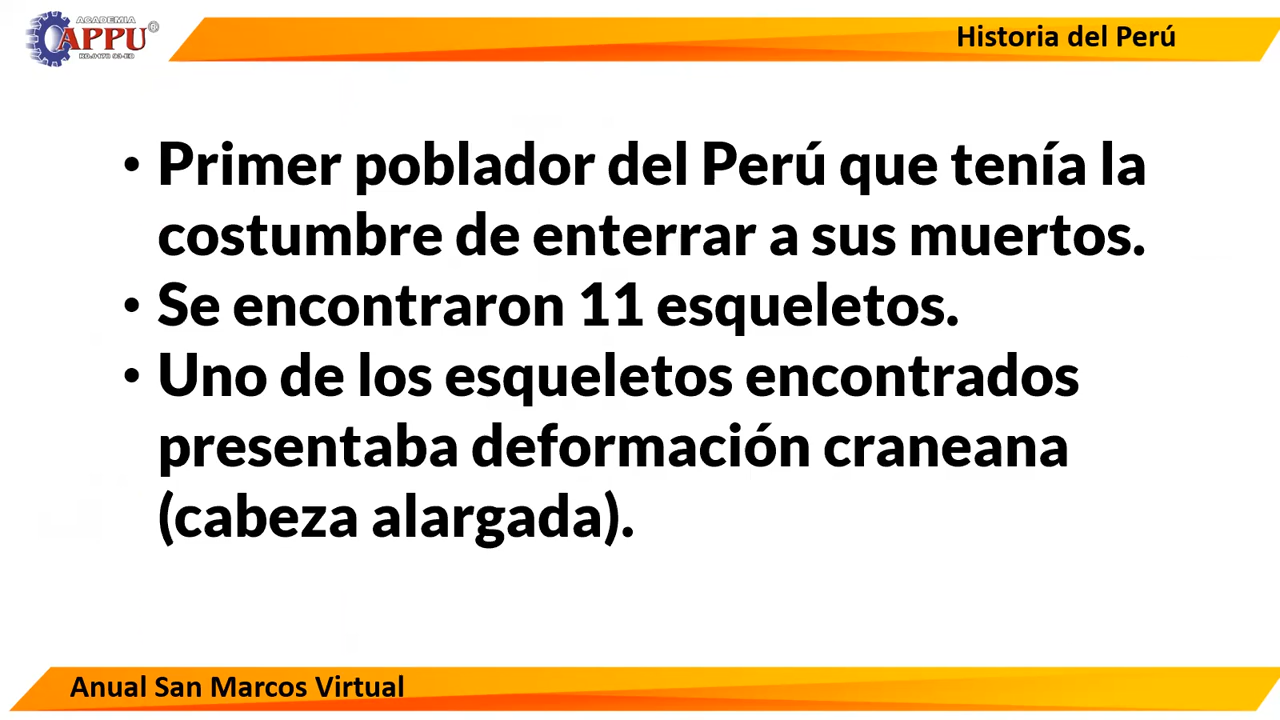 ACADEMIA
APPU®
Historia del Perú
• Primer poblador del Perú que tenía la
costumbre de enterrar a sus muertos.
• Se encontraron 11 esqueletos.
• Uno de los esqueletos encontrados
presentaba deformación craneana
(cabeza alargada).
Anual San Marcos Virtual